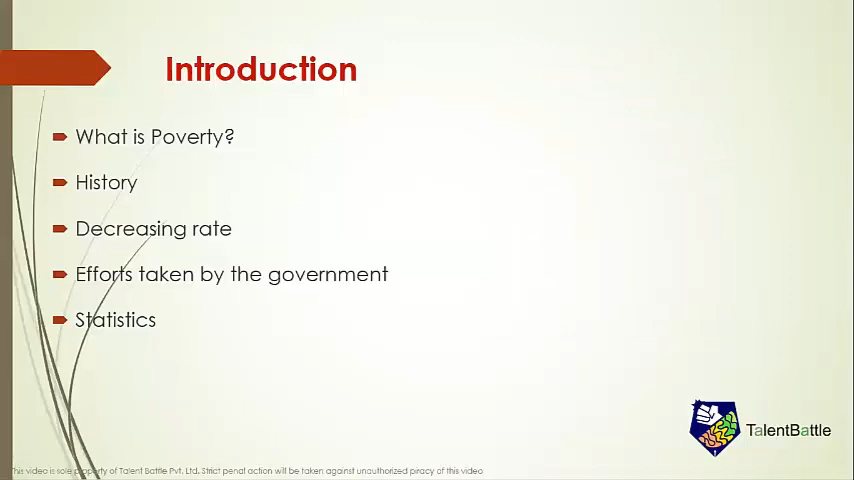 Introduction
What is Poverty?
History
Decreasing rate
Efforts taken by the government
Statistics
TalentBattle
This video is sole property of Talent Battle Pvt. Ltd. Strict penal action will be taken against unauthorized piracy of this video